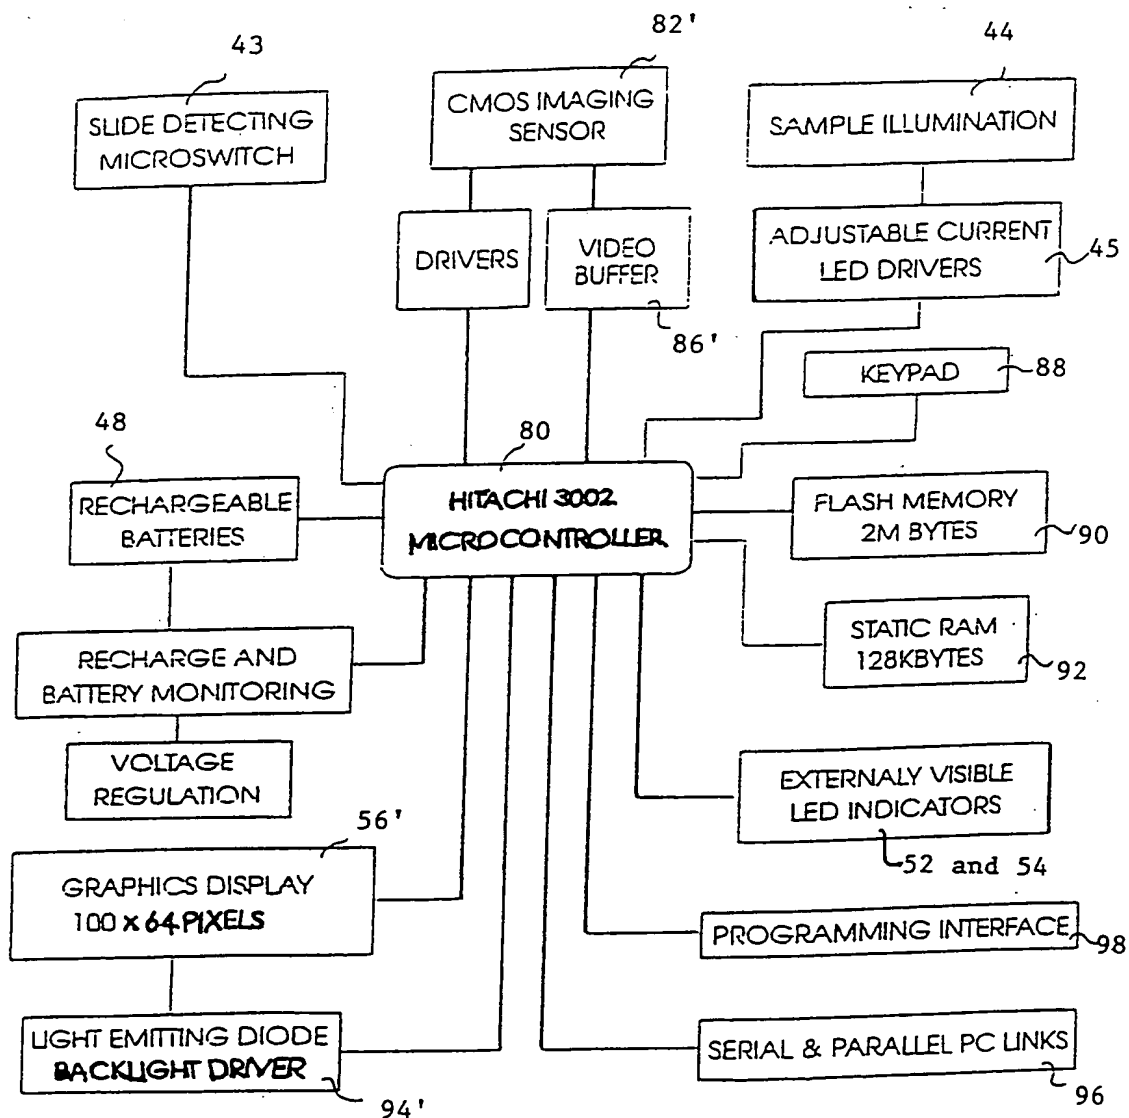 43
82'
44
SLIDE DETECTING
MICROSWITCH
CMOS IMAGING
SENSOR
SAMPLE ILLUMINATION
DRIVERS
VIDEO
BUFFER
86'
ADJUSTABLE CURRENT
LED DRIVERS
45
KEYPAD
88
48
80
RECHARGEABLE
BATTERIES
HITACHI 3002
MICROCONTROLLER
FLASH MEMORY
2M BYTES
90
STATIC RAM
128KBYTES
92
RECHARGE AND
BATTERY MONITORING
VOLTAGE
REGULATION
EXTERNALY VISIBLE
LED INDICATORS
52 and 54
56'
GRAPHICS DISPLAY
100 x 64 PIXELS
PROGRAMMING INTERFACE
98
LIGHT EMITTING DIODE
BACKLIGHT DRIVER
94'
SERIAL & PARALLEL PC LINKS
96